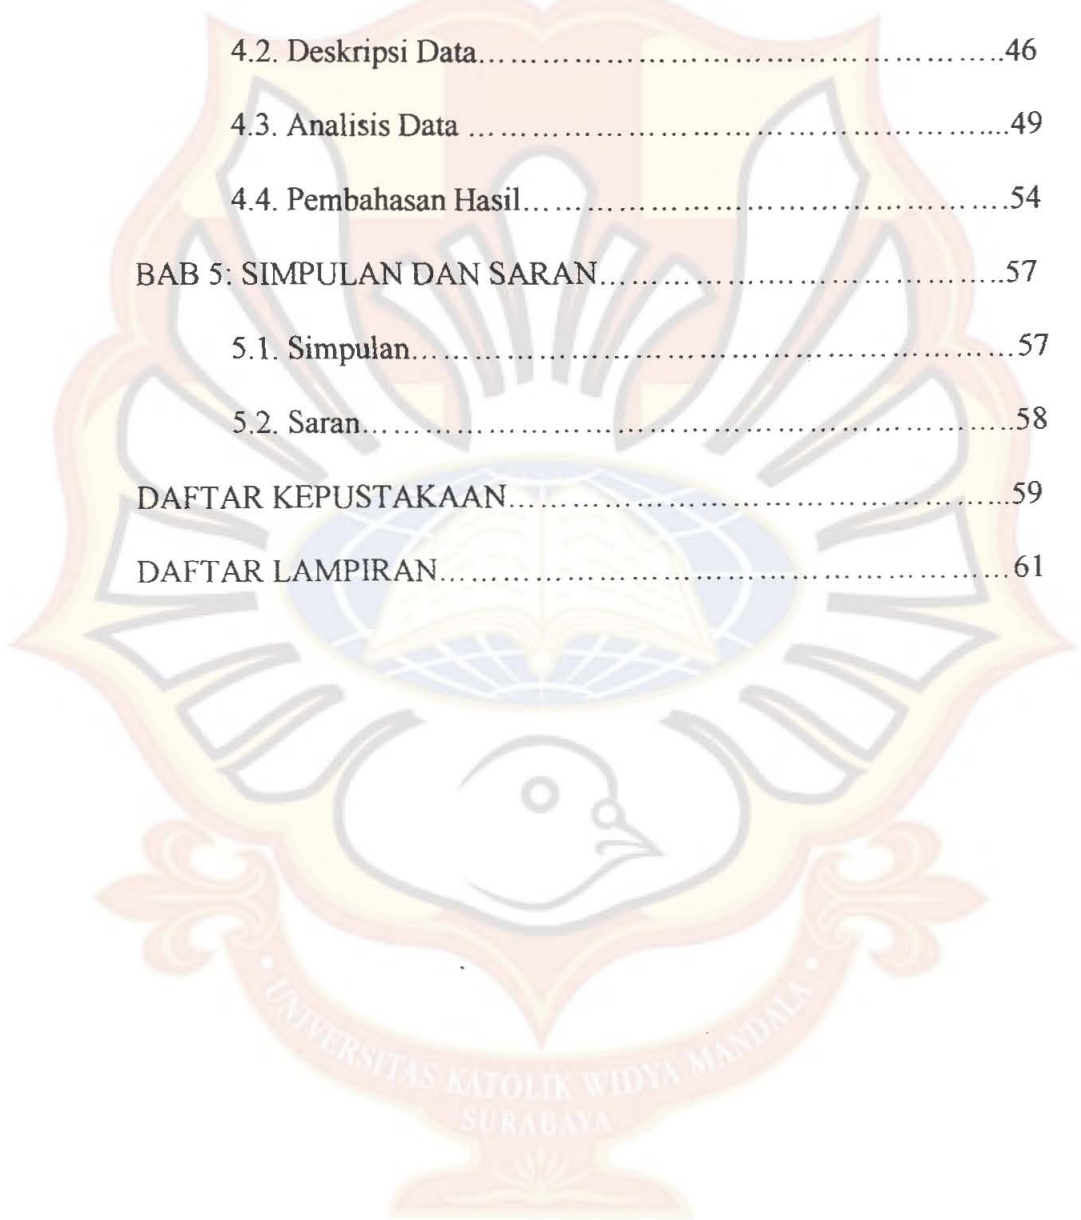 4.2. Deskripsi Data……………………………………………..46
4.3. Analisis Data ……………………………………………...49
4.4. Pembahasan Hasil………………………………………….54
BAB 5: SIMPULAN DAN SARAN…………………………………..57
5.1. Simpulan……………………………………………………57
5.2. Saran………………………………………………………..58
DAFTAR KEPUSTAKAAN…………………………………………..59
DAFTAR LAMPIRAN…………………………………………………61
UNIVERSITAS KATOLIK WIDYA MANDALA
SURABAYA